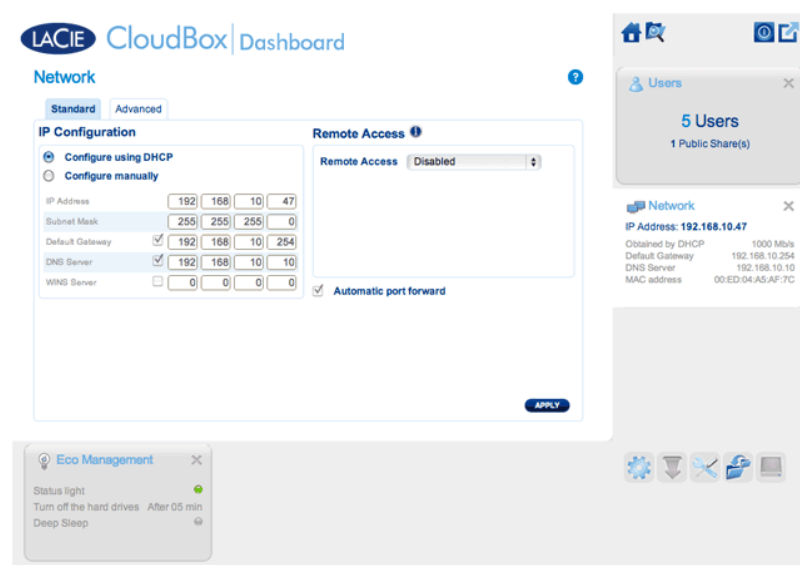 LACIE CloudBox Dashboard
Network
?
Standard Advanced
IP Configuration
Configure using DHCP
Configure manually
IP Address 192 168 10 47
Subnet Mask 255 255 255 0
Default Gateway 192 168 10 254
DNS Server 192 168 10 10
WINS Server 0 0 0 0
Remote Access
Remote Access Disabled
Automatic port forward
APPLY
Users
5 Users
1 Public Share(s)
Network
IP Address: 192.168.10.47
Obtained by DHCP 1000 Mb/s
Default Gateway 192.168.10.254
DNS Server 192.168.10.10
MAC address 00:ED:04:A5:AF:7C
Eco Management
Status light
Turn off the hard drives After 05 min
Deep Sleep